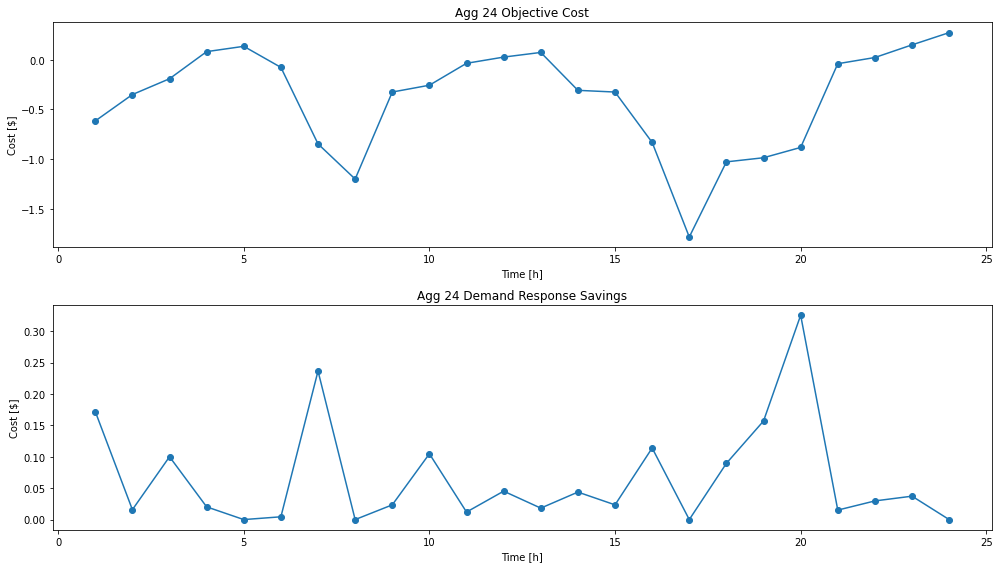 Agg 24 Objective Cost
0.0
−0.5
−1.0
−1.5
Cost [$]
0 5 10 15 20 25
Time [h]
Agg 24 Demand Response Savings
0.30
0.25
0.20
0.15
0.10
0.05
0.00
Cost [$]
0 5 10 15 20 25
Time [h]